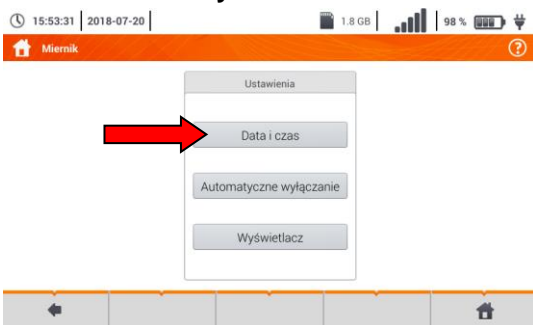 15:53:31 2018-07-20 1.8 GB 98 %
Miernik ?
Ustawienia
Data i czas
Automatyczne wyłączanie
Wyświetlacz